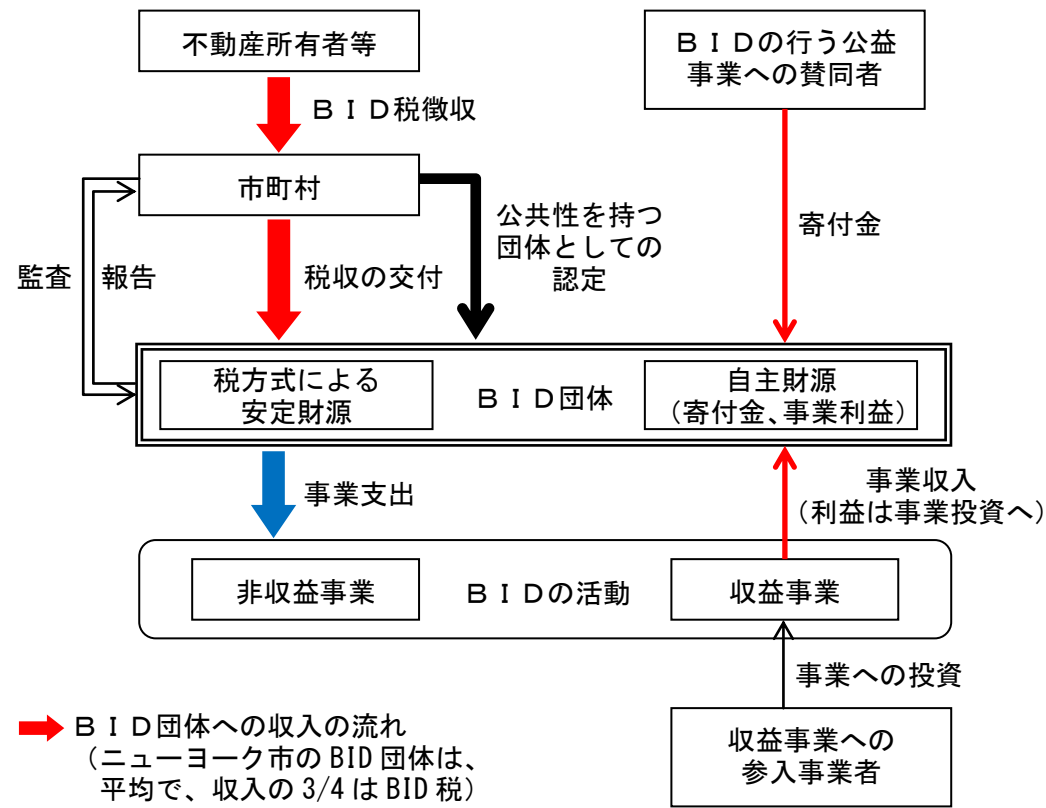 不動産所有者等
ＢＩＤの行う公益
事業への賛同者
ＢＩＤ税徴収
市町村
公共性を持つ
団体としての
認定
寄付金
監査
報告
税収の交付
税方式による
安定財源
ＢＩＤ団体
自主財源
（寄付金、事業利益）
事業支出
事業収入
（利益は事業投資へ）
非収益事業
ＢＩＤの活動
収益事業
事業への投資
ＢＩＤ団体への収入の流れ
（ニューヨーク市の BID 団体は、
平均で、収入の 3/4 は BID 税）
収益事業への
参入事業者